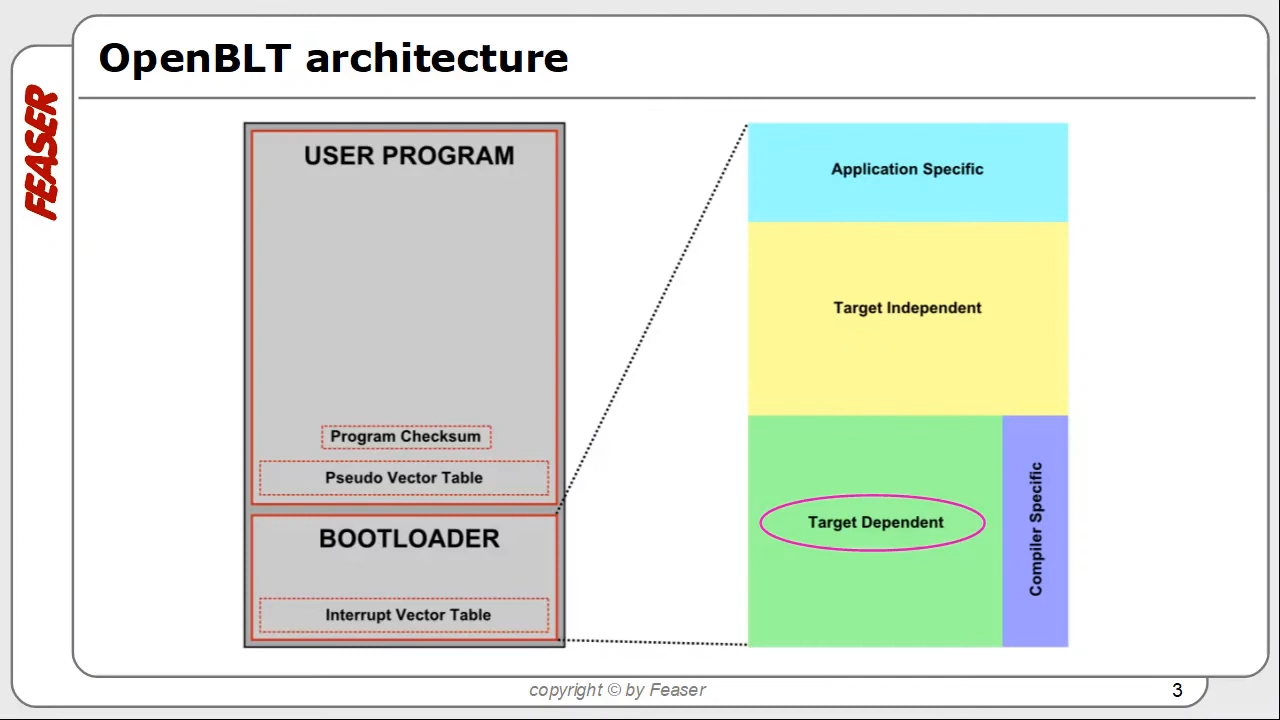 OpenBLT architecture
FEASER
USER PROGRAM
Program Checksum
Pseudo Vector Table
BOOTLOADER
Interrupt Vector Table
Application Specific
Target Independent
Target Dependent
Compiler Specific
copyright © by Feaser
3